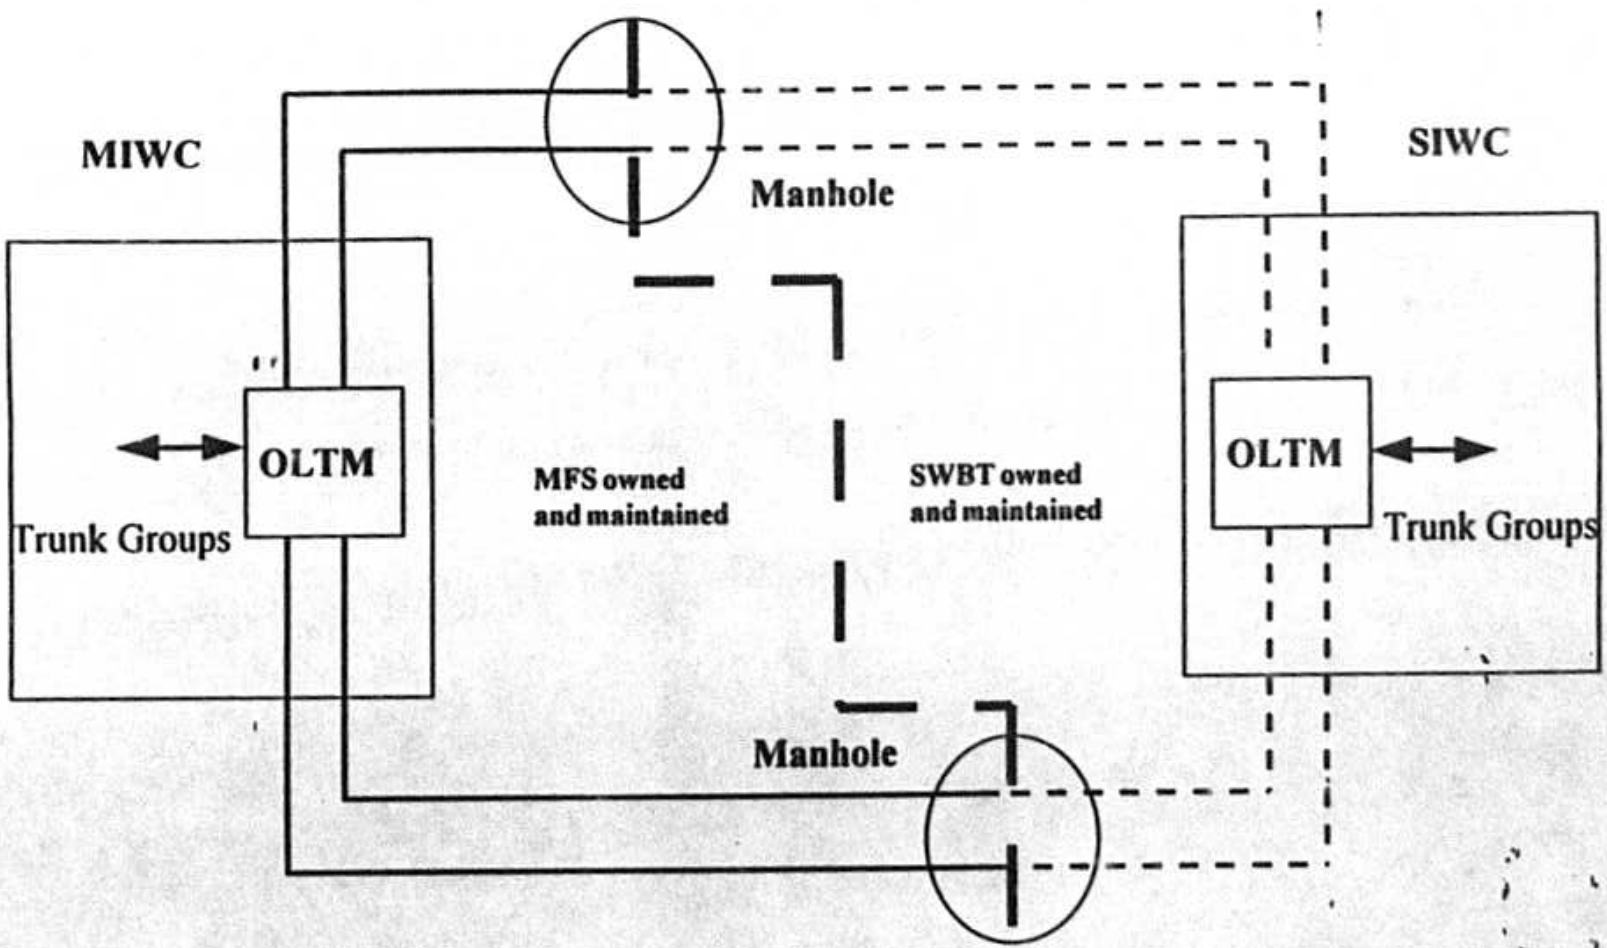 MIWC
SIWC
Manhole
OLTM
OLTM
MFS owned
and maintained
SWBT owned
and maintained
Trunk Groups
Trunk Groups
Manhole